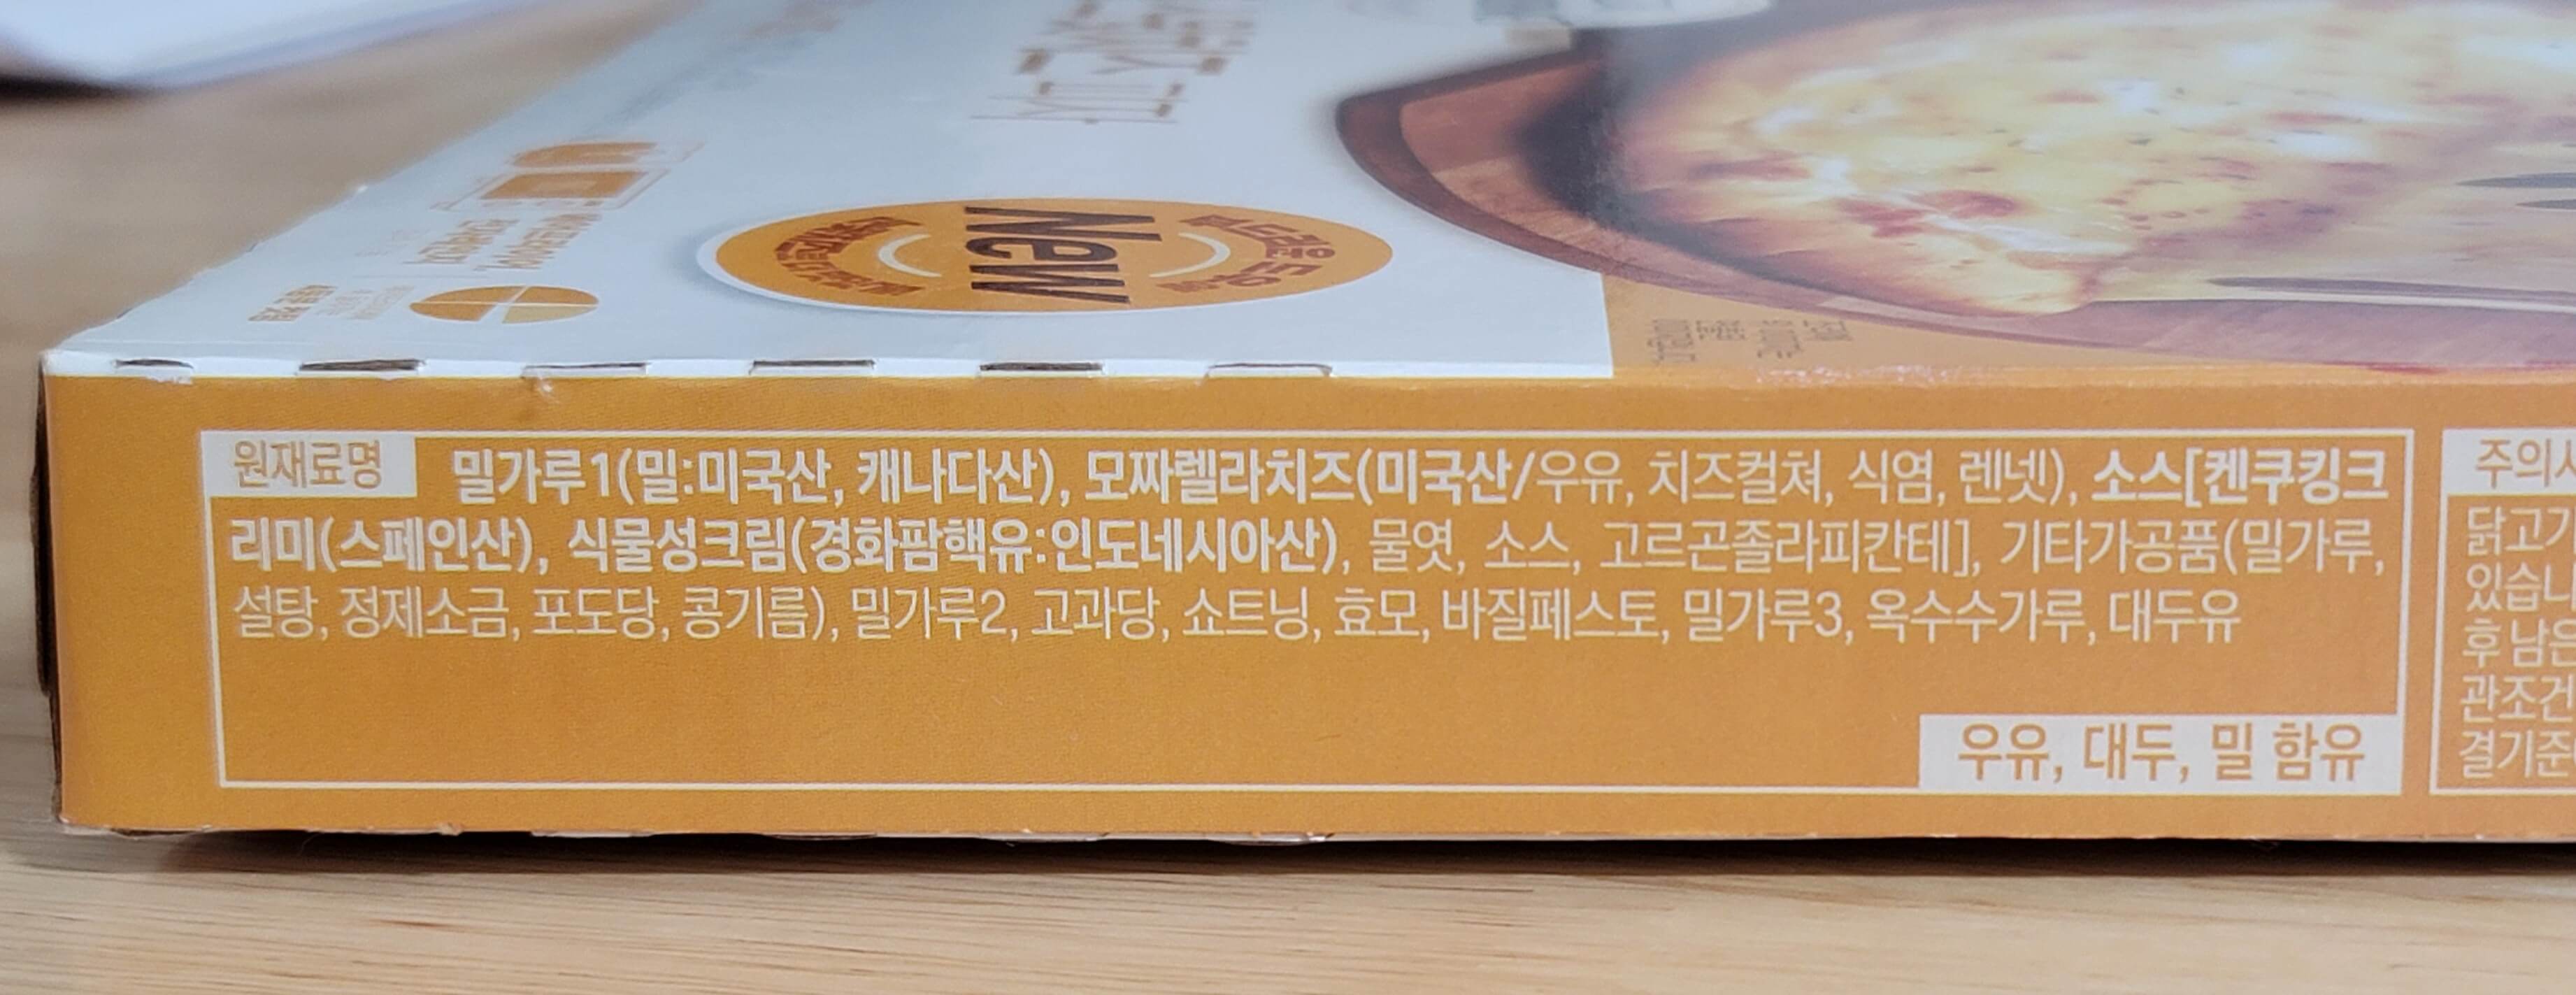 New
원재료명 밀가루1(밀:미국산, 캐나다산), 모짜렐라치즈(미국산/우유, 치즈컬쳐, 식염, 렌넷), 소스[켄쿠킹크
리미(스페인산), 식물성크림(경화팜핵유:인도네시아산), 물엿, 소스, 고르곤졸라피칸테], 기타가공품(밀가루,
설탕, 정제소금, 포도당, 콩기름), 밀가루2, 고과당, 쇼트닝, 효모, 바질페스토, 밀가루3, 옥수수가루, 대두유
우유, 대두, 밀 함유
주의사
닭고기
있습니
후 남은
관조건
결기준